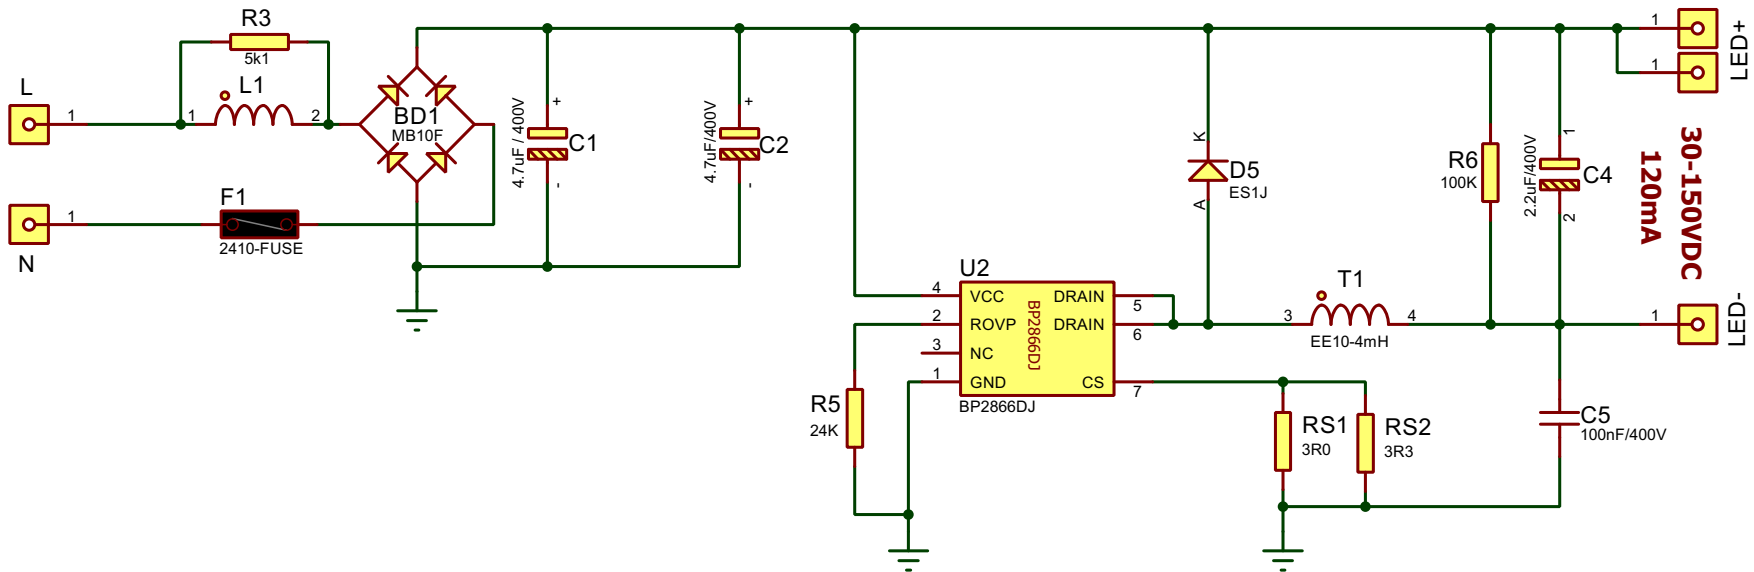 R3
5k1
L
1
1
L1
2
BD1
MB10F
N
1
F1
2410-FUSE
+
4.7uF / 400V
C1
-
+
4.7uF/400V
C2
-
K
D5
ES1J
A
R6
100K
1
2.2uF/400V
C4
2
1
1
LED+
30-150VDC
120mA
U2
4
VCC
2
ROVP
3
NC
1
GND
BP2866DJ
DRAIN
5
DRAIN
6
CS
7
BP2866DJ
T1
3
4
EE10-4mH
1
LED-
R5
24K
RS1
3R0
RS2
3R3
C5
100nF/400V